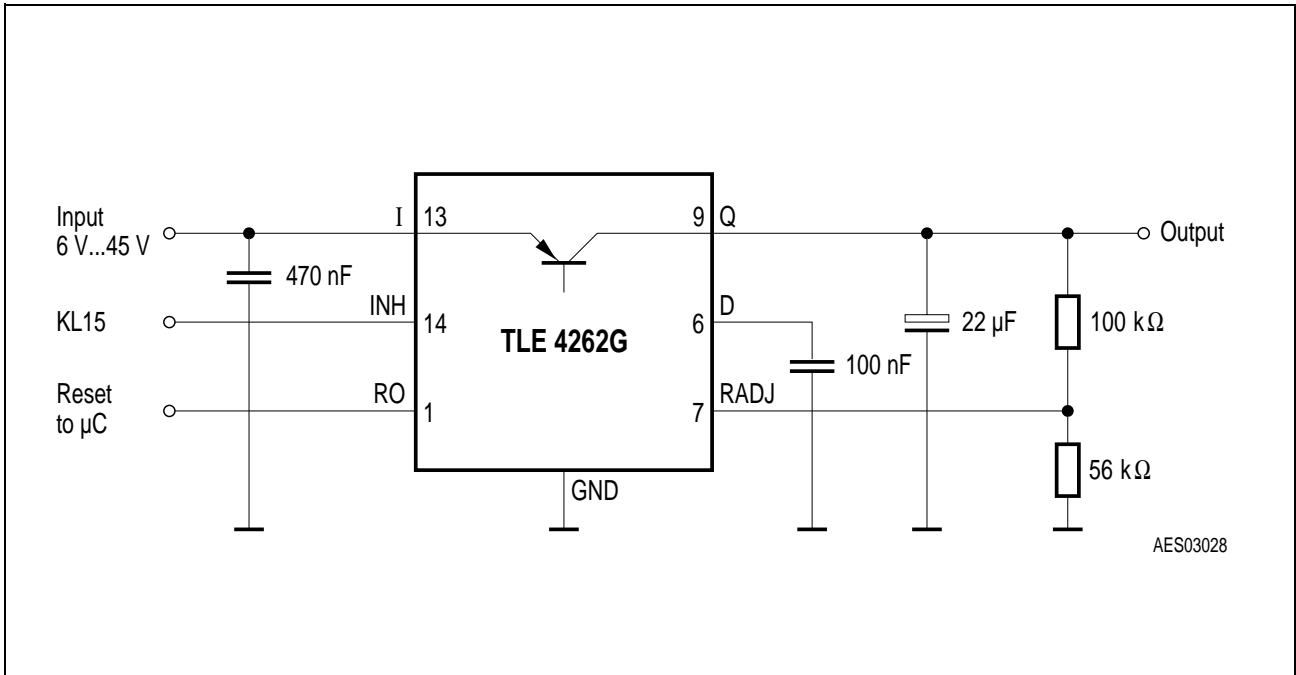 Input
6 V...45 V
I
13
9
Q
Output
470 nF
KL15
INH
14
TLE 4262G
6
D
22 µF
100 kΩ
100 nF
Reset
to µC
RO
1
7
RADJ
56 kΩ
GND
AES03028